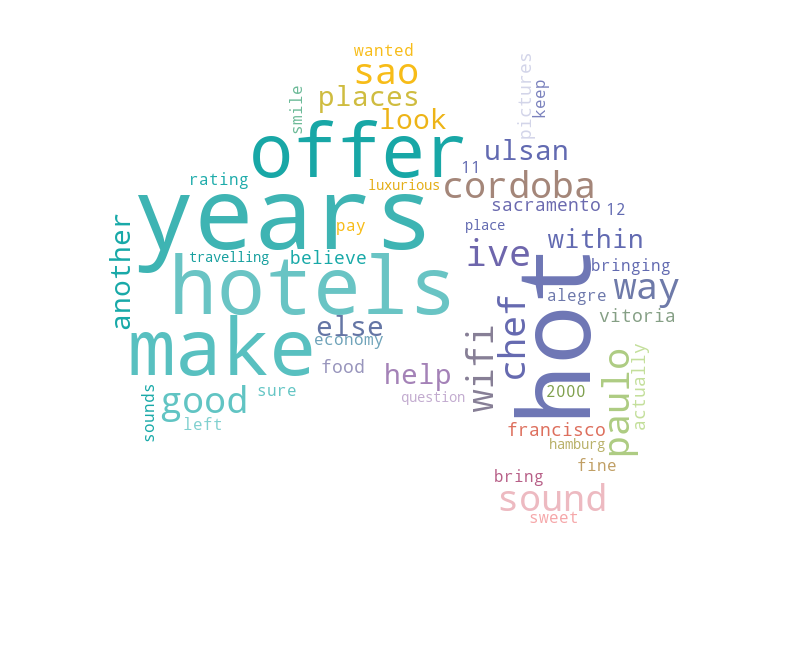 wanted
sao
pictures
keep
smile
places
look
offer
11
ulsan
rating
luxurious
cordoba
years
sacramento
12
another
pay
place
within
travelling
believe
ive
bringing
hotels
hot
way
alegre
make
else
economy
chef
wifi
vitoria
food
help
paulo
actually
good
sure
question
2000
sounds
left
francisco
hamburg
fine
bring
sound
sweet